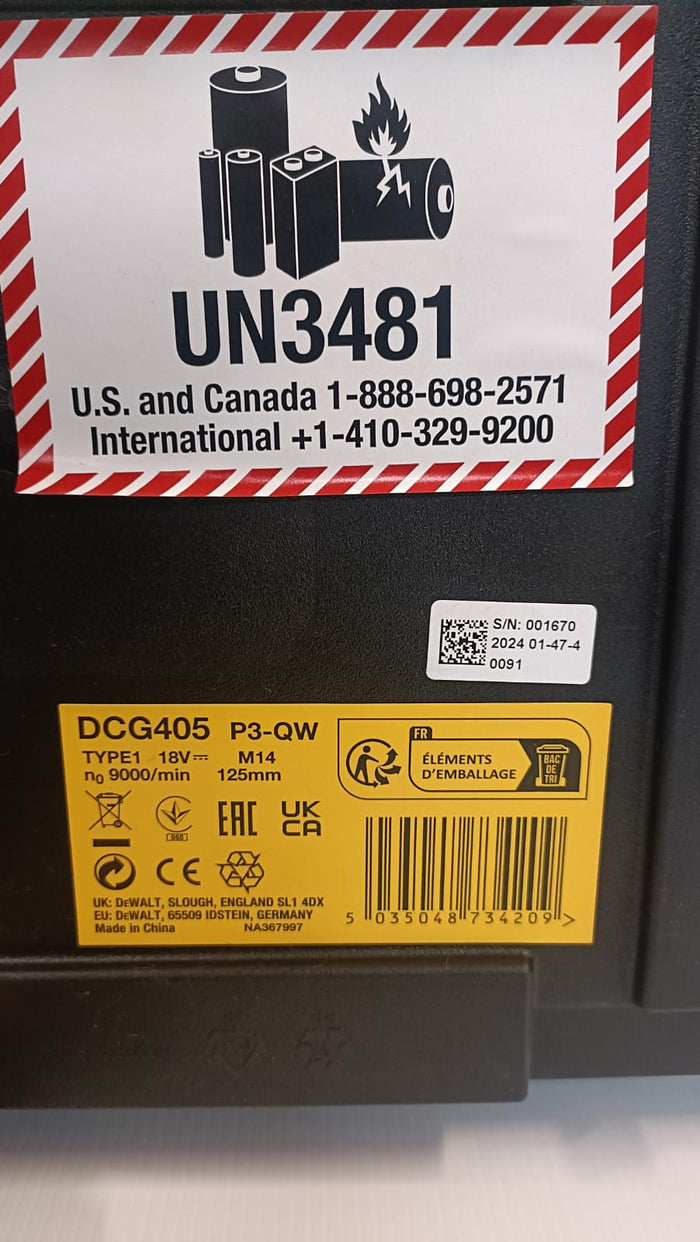 UN3481
U.S. and Canada 1-888-698-2571
International +1-410-329-9200
S/N: 001670
2024 01-47-4
0091
DCG405 P3-QW
TYPE1 18V⎓ M14
n₀ 9000/min 125mm
FR
ÉLÉMENTS
D'EMBALLAGE
BAC
DE
TRI
060
EAC
UK
CA
CE
UK: DeWALT, SLOUGH, ENGLAND SL1 4DX
EU: DeWALT, 65509 IDSTEIN, GERMANY
Made in China NA367997
5 035048 734209 >